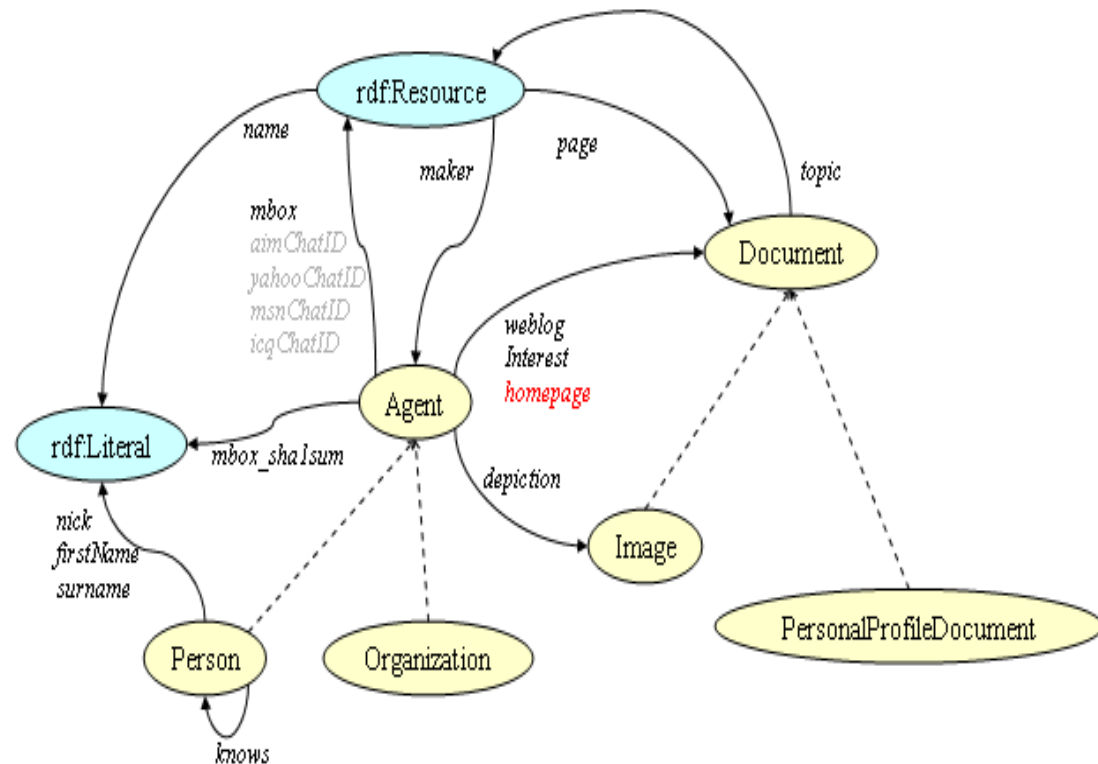 rdf:Resource
name
maker
page
topic
mbox
aimChatID
yahooChatID
msnChatID
icqChatID
Document
weblog
Interest
homepage
Agent
rdf:Literal
mbox_sha1sum
depiction
nick
firstName
surname
Image
PersonalProfileDocument
Person
Organization
knows